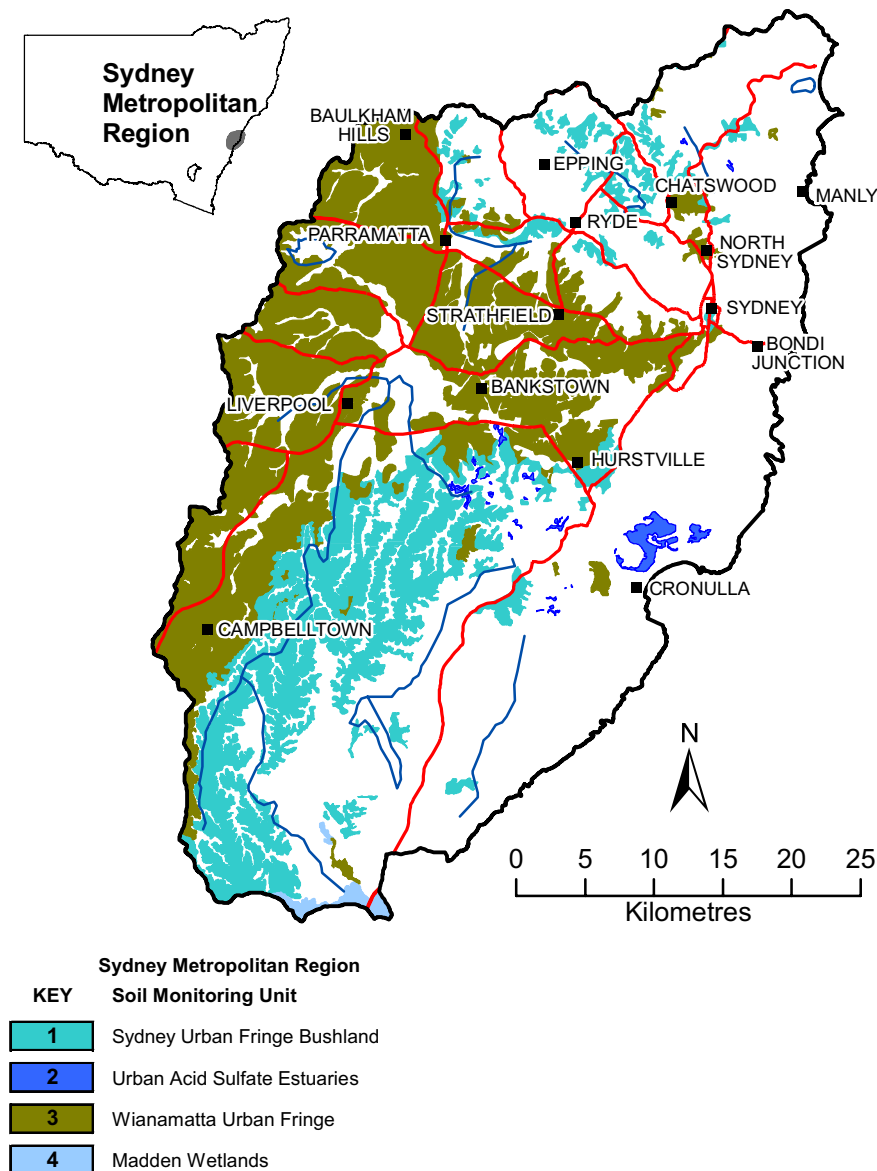 Sydney
Metropolitan
Region
BAULKHAM
HILLS
EPPING
CHATSWOOD
MANLY
RYDE
PARRAMATTA
NORTH
SYDNEY
STRATHFIELD
SYDNEY
BONDI
JUNCTION
BANKSTOWN
LIVERPOOL
HURSTVILLE
CRONULLA
CAMPBELLTOWN
N
0 5 10 15 20 25
Kilometres
Sydney Metropolitan Region
KEY Soil Monitoring Unit
1 Sydney Urban Fringe Bushland
2 Urban Acid Sulfate Estuaries
3 Wianamatta Urban Fringe
4 Madden Wetlands